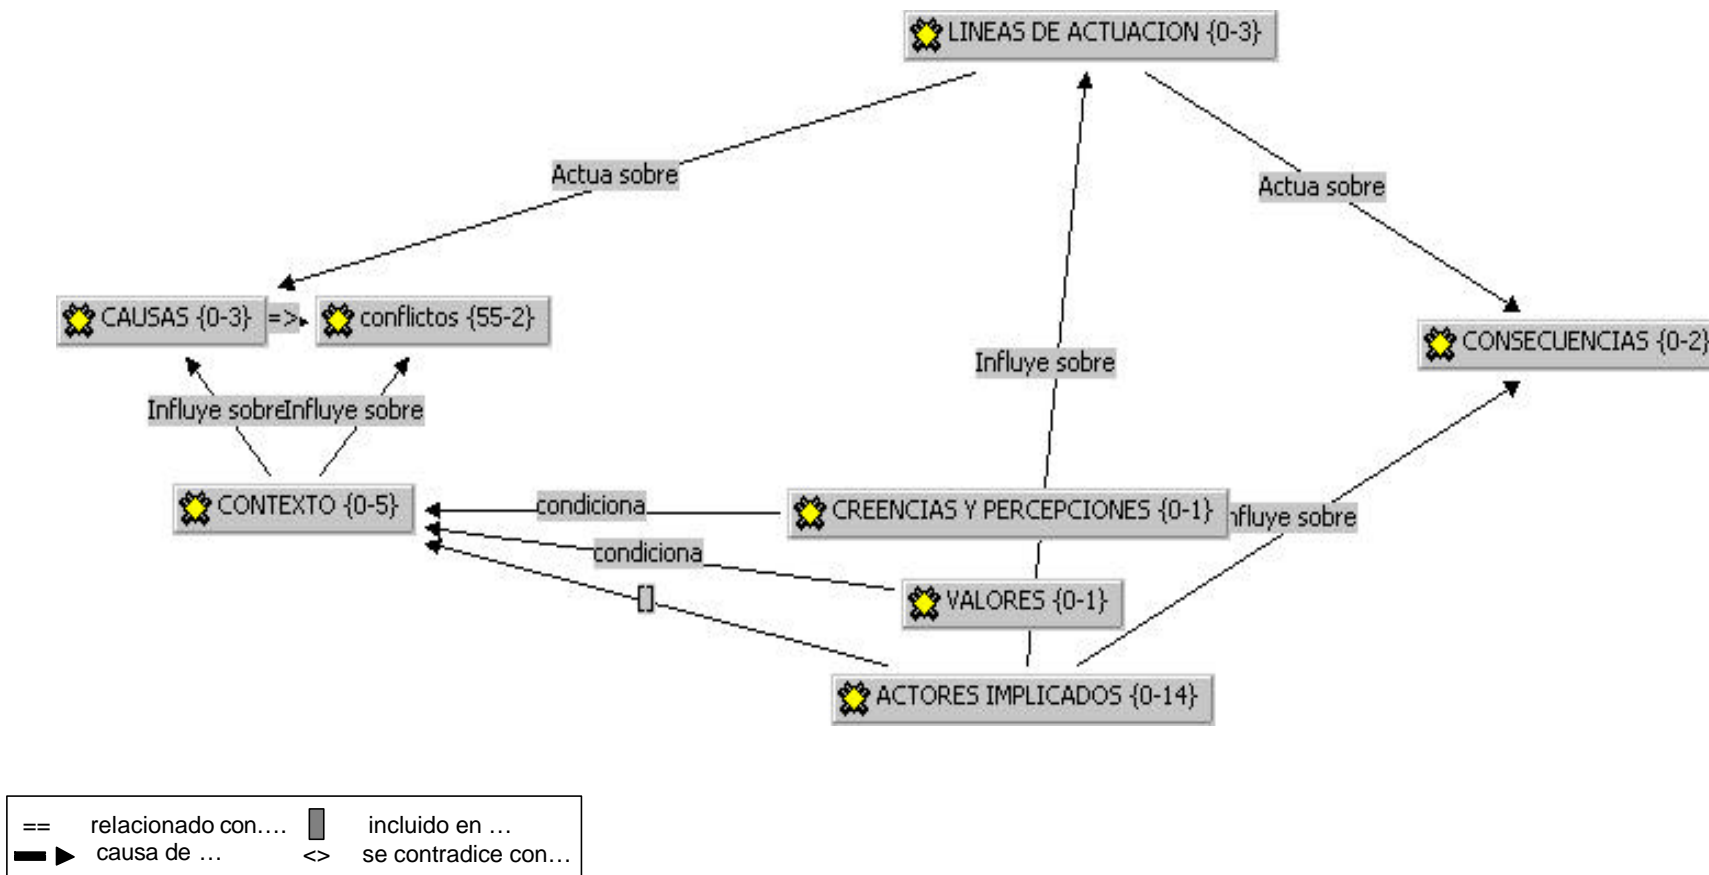 LINEAS DE ACTUACION {0-3}
Actua sobre
Actua sobre
CAUSAS {0-3}
=>
conflictos {55-2}
CONSECUENCIAS {0-2}
Influye sobre
Influye sobre
Influye sobre
CONTEXTO {0-5}
condiciona
CREENCIAS Y PERCEPCIONES {0-1}
nfluye sobre
condiciona
VALORES {0-1}
[]
ACTORES IMPLICADOS {0-14}
== relacionado con.... incluido en …
causa de … <> se contradice con…